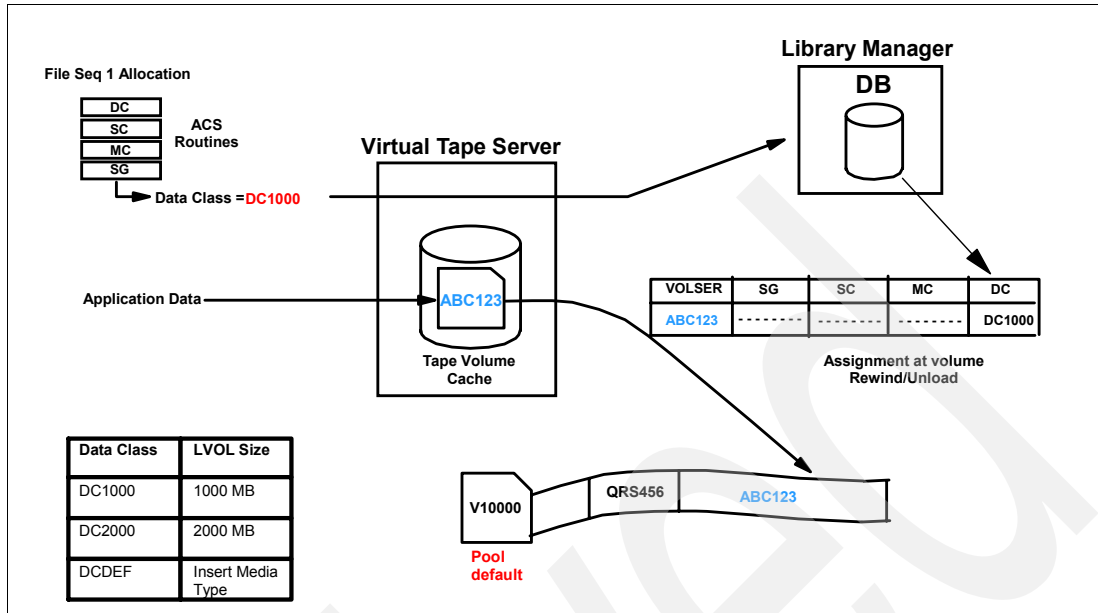 Library Manager
DB
File Seq 1 Allocation
DC
SC
MC
SG
ACS
Routines
Virtual Tape Server
Data Class =DC1000
Application Data
ABC123
Tape Volume
Cache
VOLSER SG SC MC DC
ABC123 -------- -------- -------- DC1000
Assignment at volume
Rewind/Unload
Data Class LVOL Size
DC1000 1000 MB
DC2000 2000 MB
DCDEF Insert Media
Type
V10000
QRS456
ABC123
Pool
default